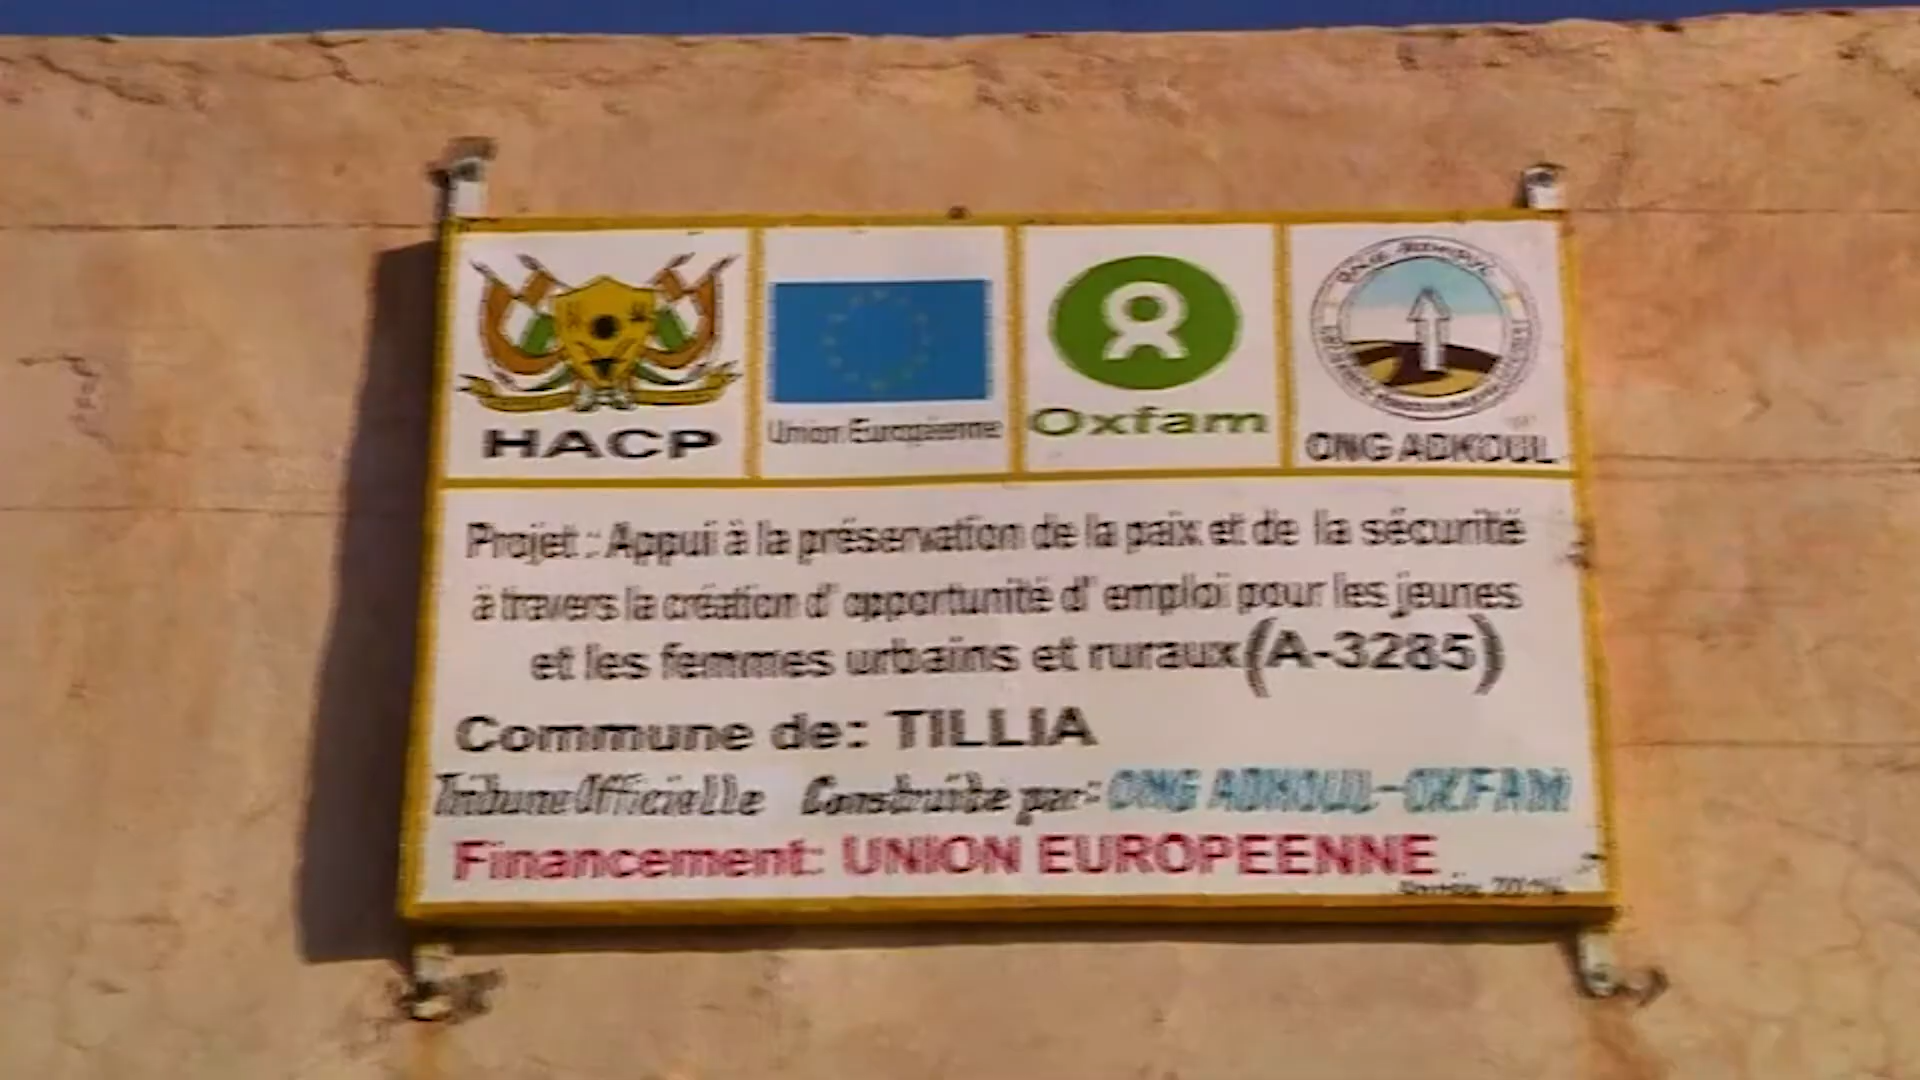 HACP
Union Européenne
Oxfam
ONG ADKOUL
Projet : Appui à la préservation de la paix et de la sécurité
à travers la création d' opportunité d' emploi pour les jeunes
et les femmes urbains et ruraux (A-3285)
Commune de: TILLIA
Tribune Officielle Construite par: ONG ADKOUL-OXFAM
Financement: UNION EUROPEENNE